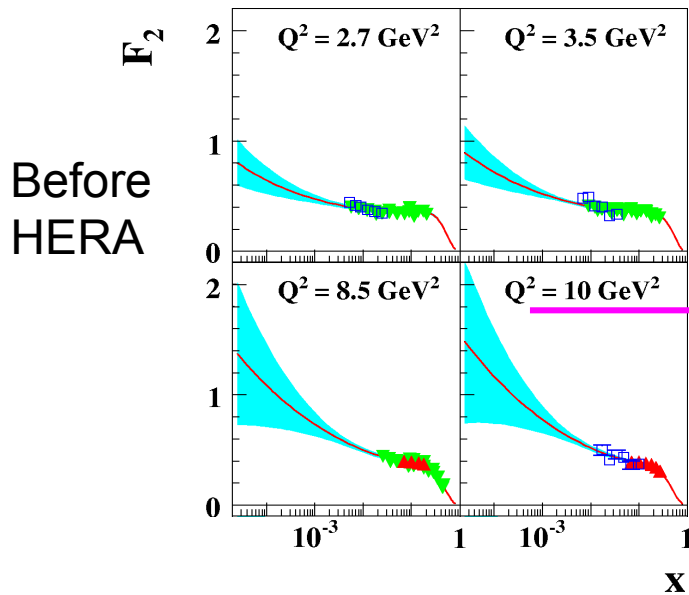 F₂
Before
HERA
Q² = 2.7 GeV²
Q² = 3.5 GeV²
2
1
0
Q² = 8.5 GeV²
Q² = 10 GeV²
2
1
0
10⁻³ 1 10⁻³ 1
x